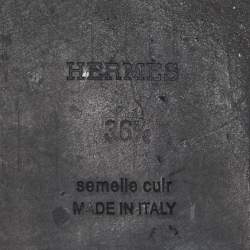 HERMÈS
36½
semelle cuir
MADE IN ITALY